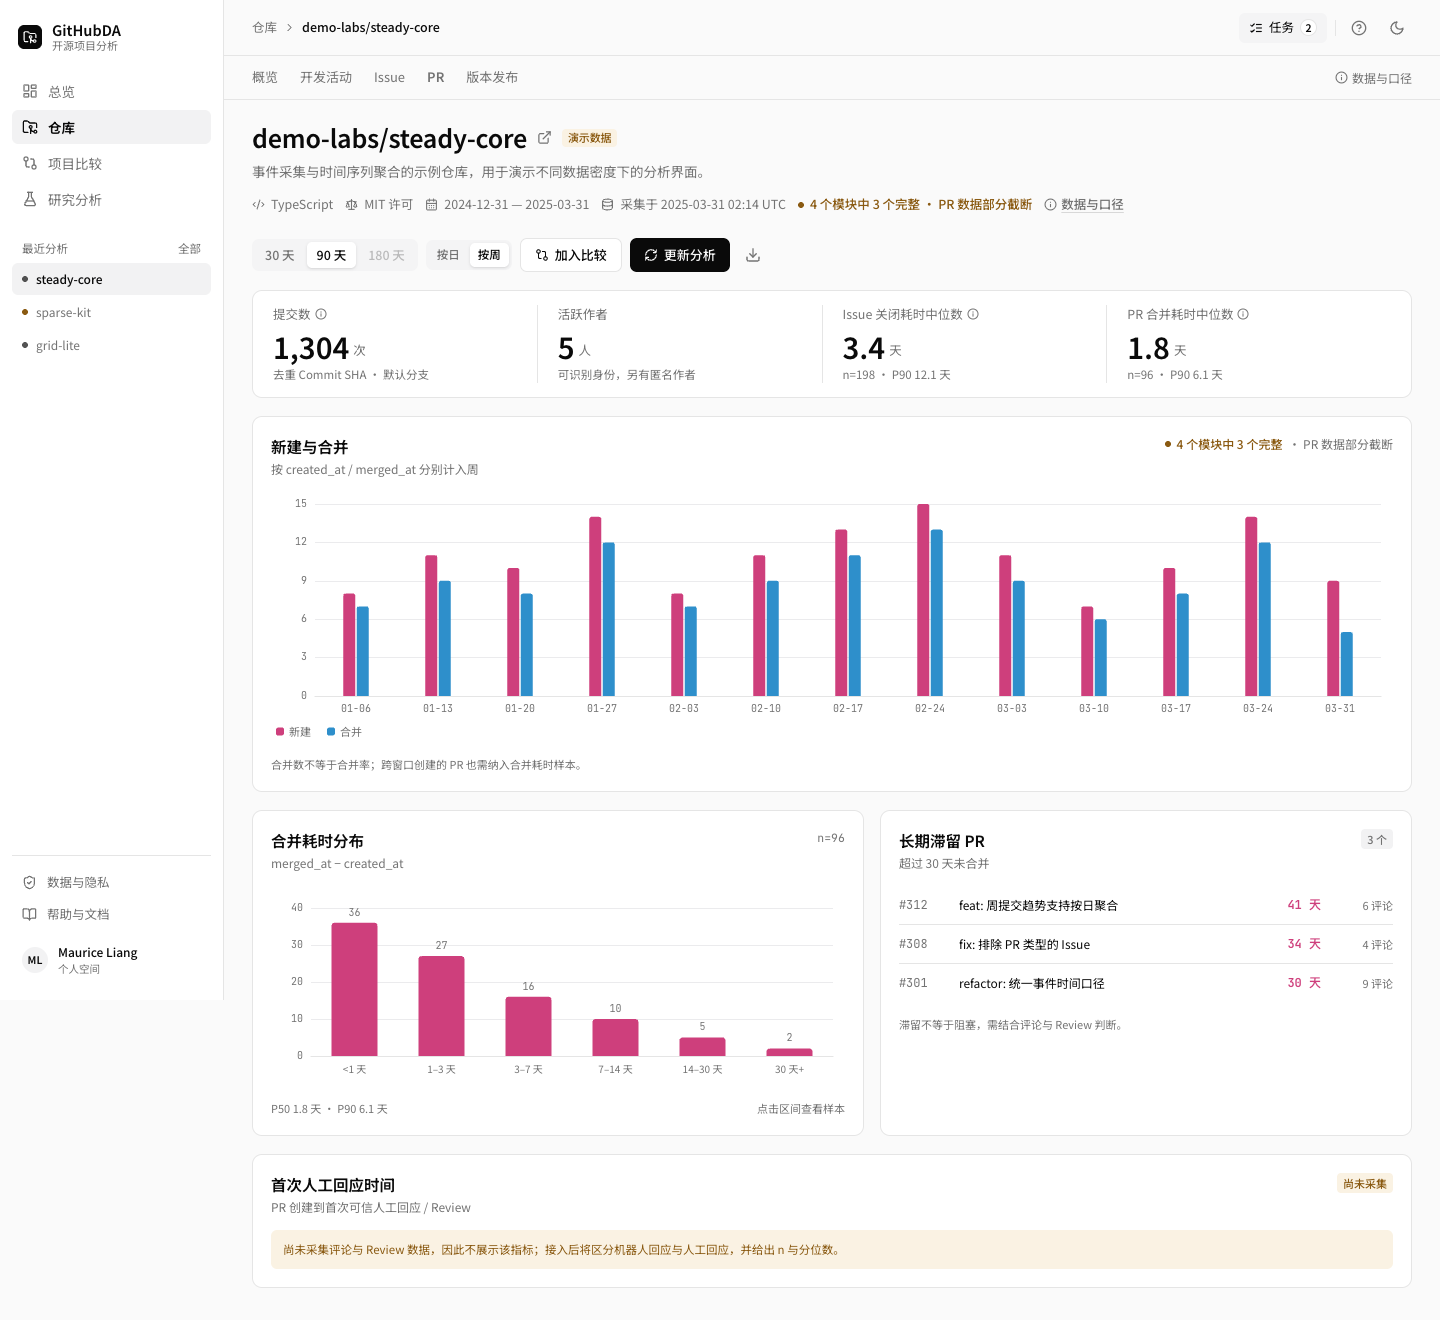 GitHubDA
开源项目分析
总览
仓库
项目比较
研究分析
最近分析 全部
steady-core
sparse-kit
grid-lite
数据与隐私
帮助与文档
ML Maurice Liang
个人空间
仓库 demo-labs/steady-core
任务 2
概览 开发活动 Issue PR 版本发布 数据与口径
demo-labs/steady-core 演示数据
事件采集与时间序列聚合的示例仓库，用于演示不同数据密度下的分析界面。
TypeScript MIT 许可 2024-12-31 — 2025-03-31 采集于 2025-03-31 02:14 UTC 4 个模块中 3 个完整 · PR 数据部分截断 数据与口径
30 天 90 天 180 天 按日 按周 加入比较 更新分析
提交数 活跃作者 Issue 关闭耗时中位数 PR 合并耗时中位数
1,304 次 5 人 3.4 天 1.8 天
去重 Commit SHA · 默认分支 可识别身份，另有匿名作者 n=198 · P90 12.1 天 n=96 · P90 6.1 天
新建与合并 4 个模块中 3 个完整 · PR 数据部分截断
按 created_at / merged_at 分别计入周
15
12
9
6
3
0
01-06 01-13 01-20 01-27 02-03 02-10 02-17 02-24 03-03 03-10 03-17 03-24 03-31
新建 合并
合并数不等于合并率；跨窗口创建的 PR 也需纳入合并耗时样本。
合并耗时分布 n=96
merged_at − created_at
40
30
20
10
0
36 27 16 10 5 2
<1 天 1–3 天 3–7 天 7–14 天 14–30 天 30 天+
P50 1.8 天 · P90 6.1 天 点击区间查看样本
长期滞留 PR 3 个
超过 30 天未合并
#312 feat: 周提交趋势支持按日聚合 41 天 6 评论
#308 fix: 排除 PR 类型的 Issue 34 天 4 评论
#301 refactor: 统一事件时间口径 30 天 9 评论
滞留不等于阻塞，需结合评论与 Review 判断。
首次人工回应时间 尚未采集
PR 创建到首次可信人工回应 / Review
尚未采集评论与 Review 数据，因此不展示该指标；接入后将区分机器人回应与人工回应，并给出 n 与分位数。